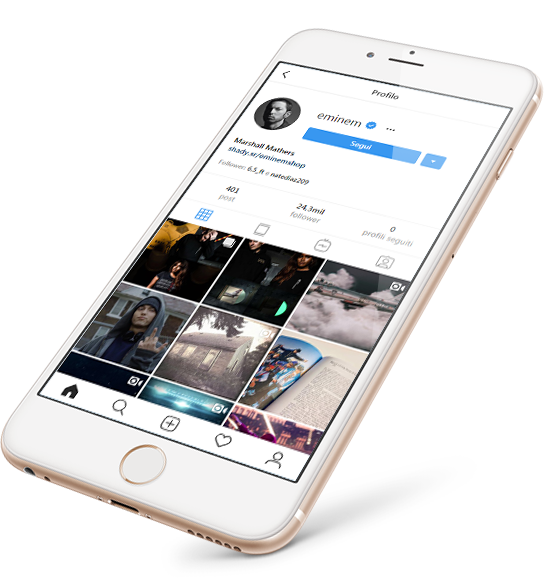 Profilo
eminem
Segui
Marshall Mathers
shady.sr/eminemshop
Follower: 6.5_ft e natediaz209
401
post
24,3mil
follower
0
profili seguiti